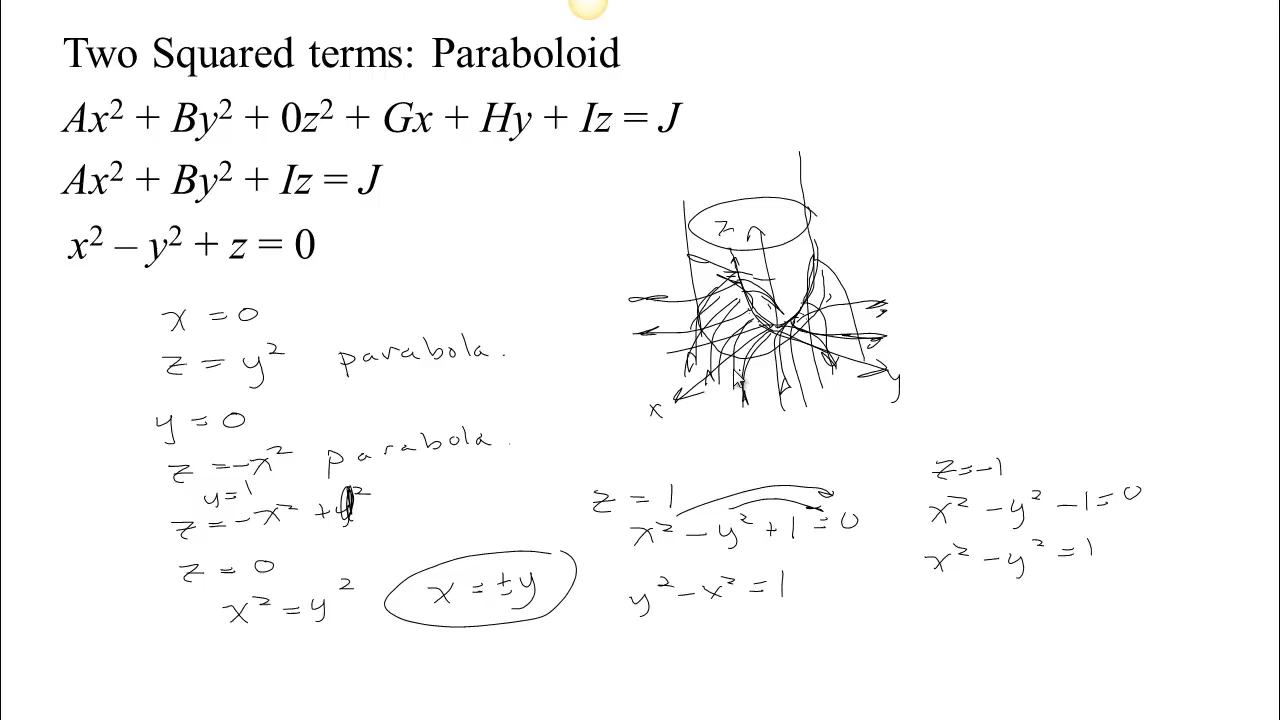 Two Squared terms: Paraboloid
Ax² + By² + 0z² + Gx + Hy + Iz = J
Ax² + By² + Iz = J
x² – y² + z = 0
x = 0
z = y² parabola.
y = 0
z = -x² parabola.
y = 1
z = -x² +
z = 0
x² = y²
x = ±y
z
x
y
z = 1
x² - y² + 1 = 0
y² - x² = 1
z = -1
x² - y² - 1 = 0
x² - y² = 1